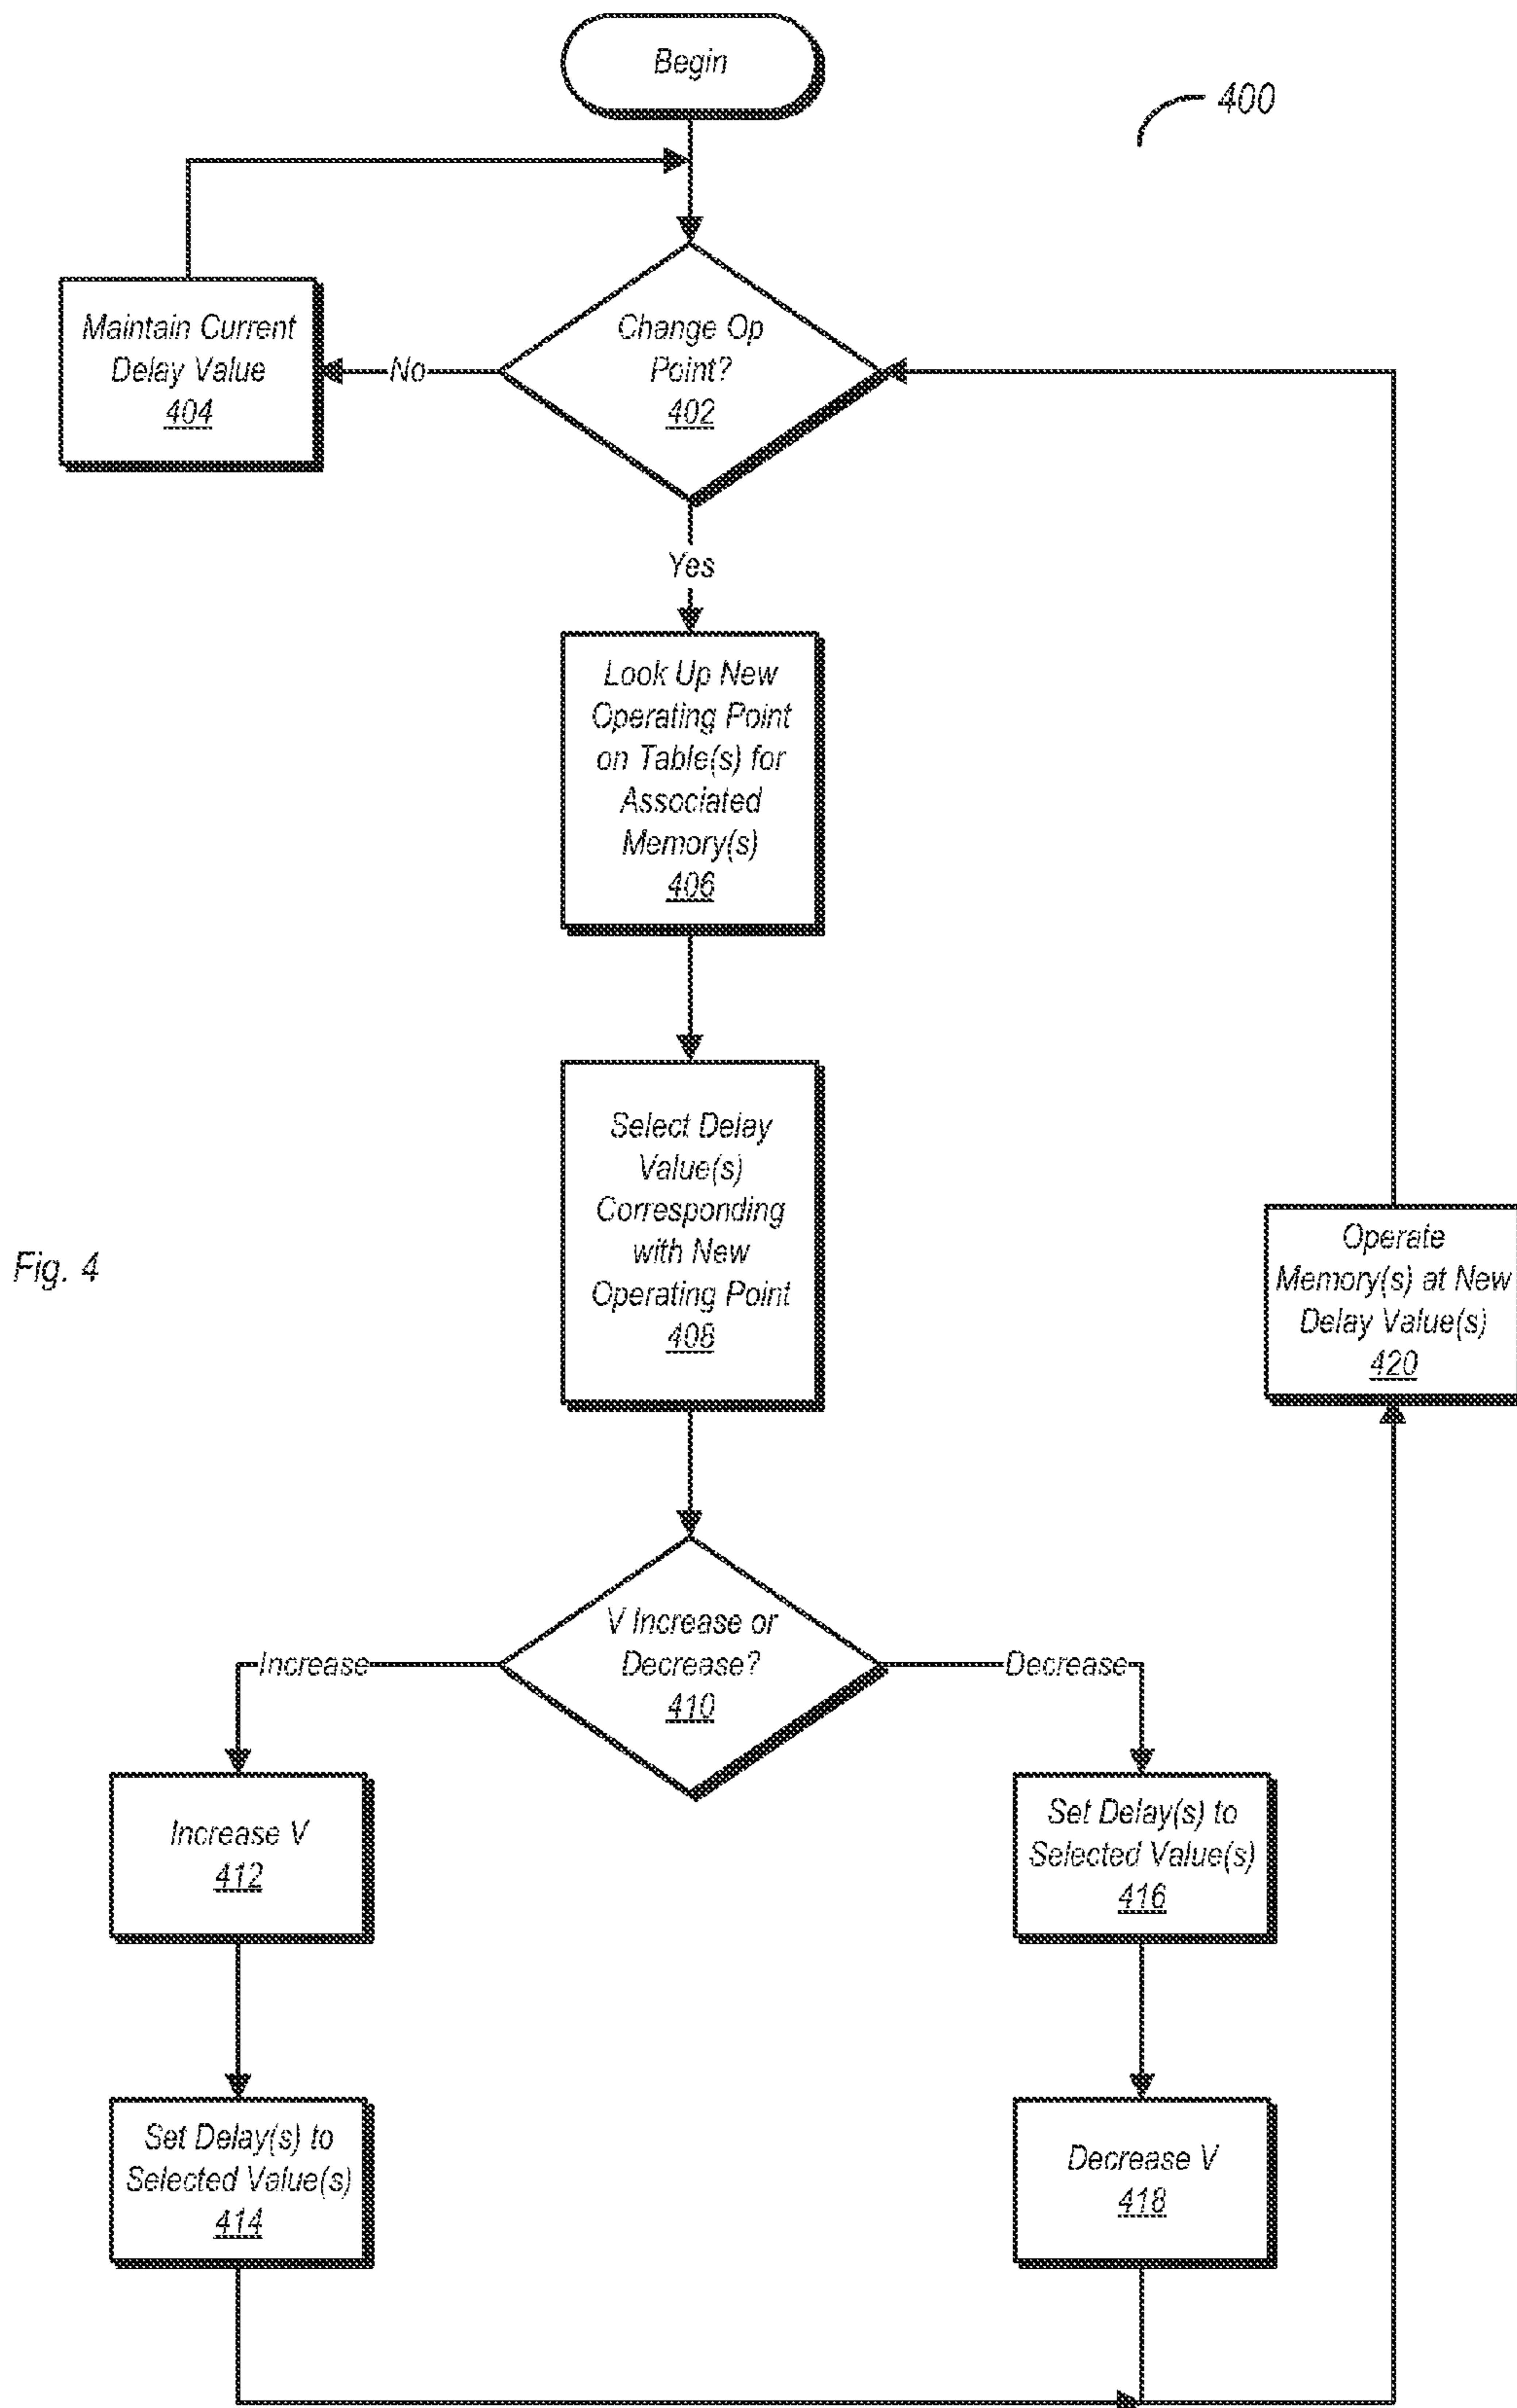 Begin
400
Change Op
Point?
402
Maintain Current
Delay Value
404
No
Yes
Look Up New
Operating Point
on Table(s) for
Associated
Memory(s)
406
Select Delay
Value(s)
Corresponding
with New
Operating Point
408
Fig. 4
Operate
Memory(s) at New
Delay Value(s)
420
V Increase or
Decrease?
410
Increase
Decrease
Increase V
412
Set Delay(s) to
Selected Value(s)
416
Set Delay(s) to
Selected Value(s)
414
Decrease V
418